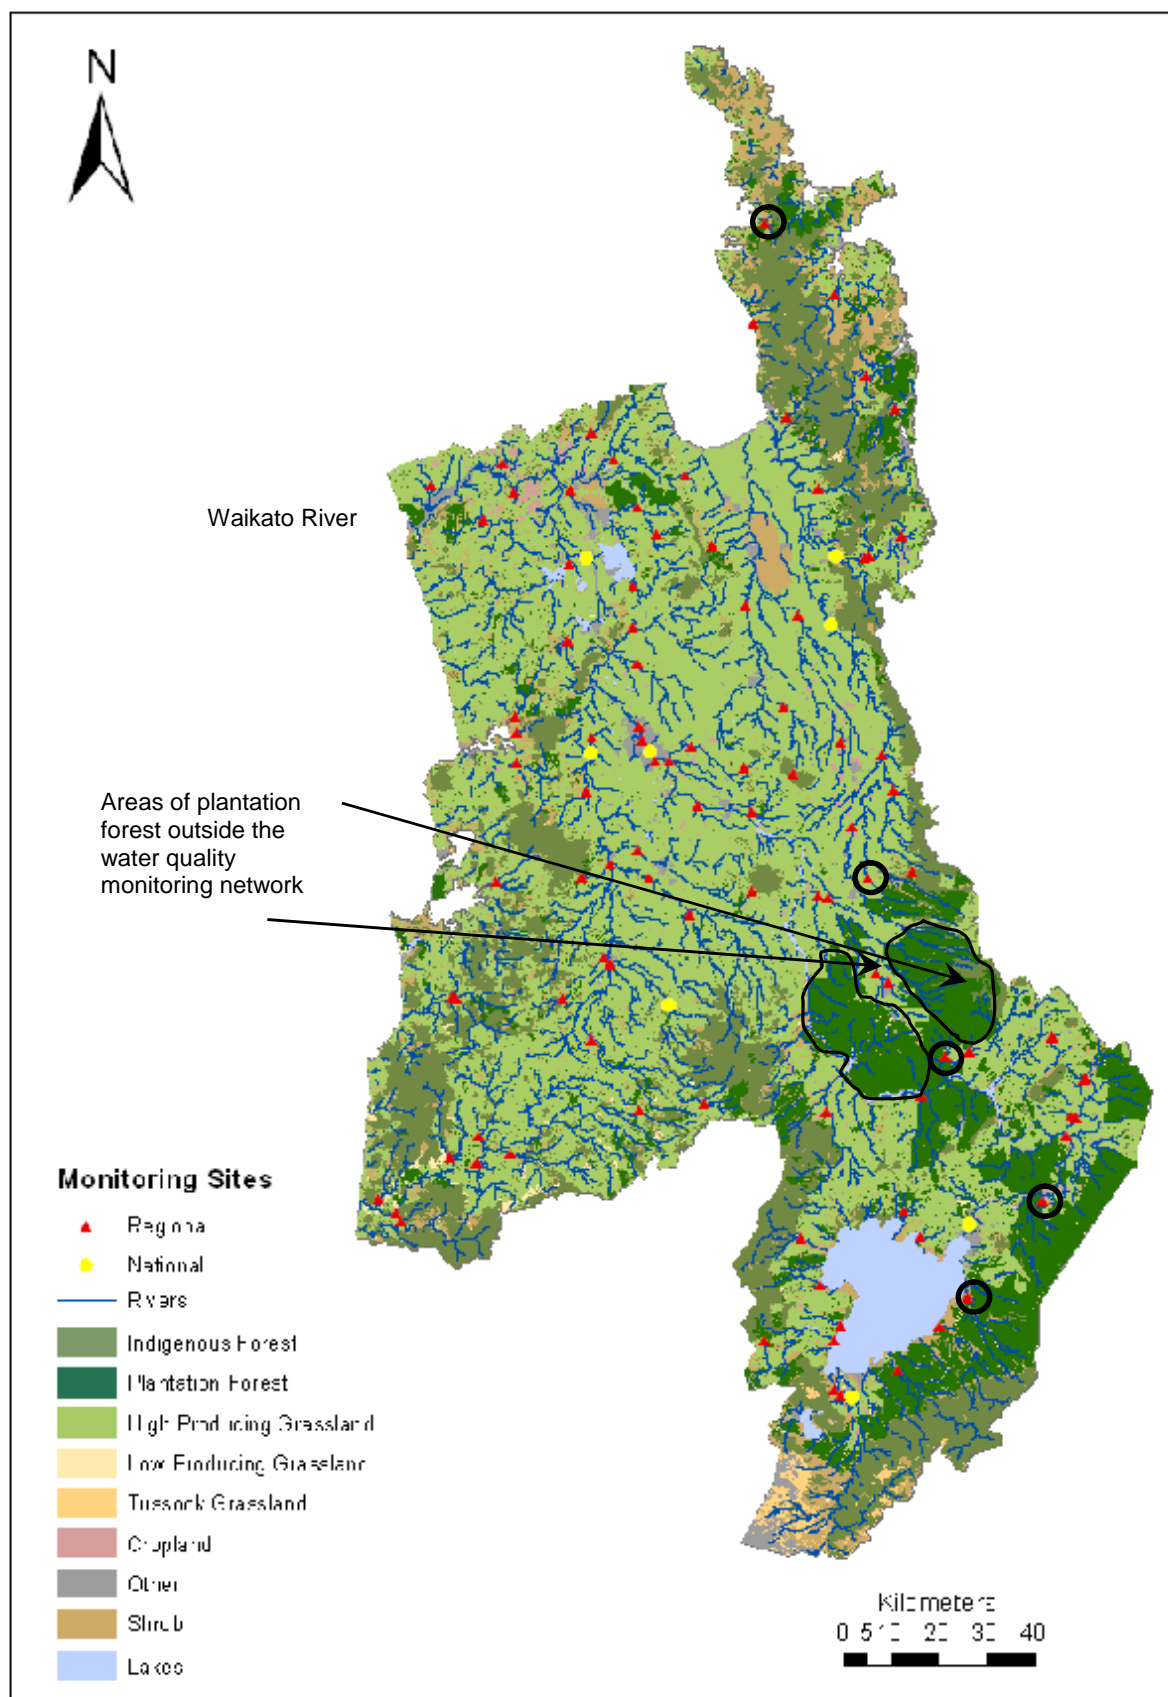 N
Waikato River
Areas of plantation
forest outside the
water quality
monitoring network
Monitoring Sites
Regional
National
Rivers
Indigenous Forest
Plantation Forest
High Producing Grassland
Low Producing Grassland
Tussock Grassland
Cropland
Other
Shrub
Lakes
Kilometers
0 5 10 20 30 40